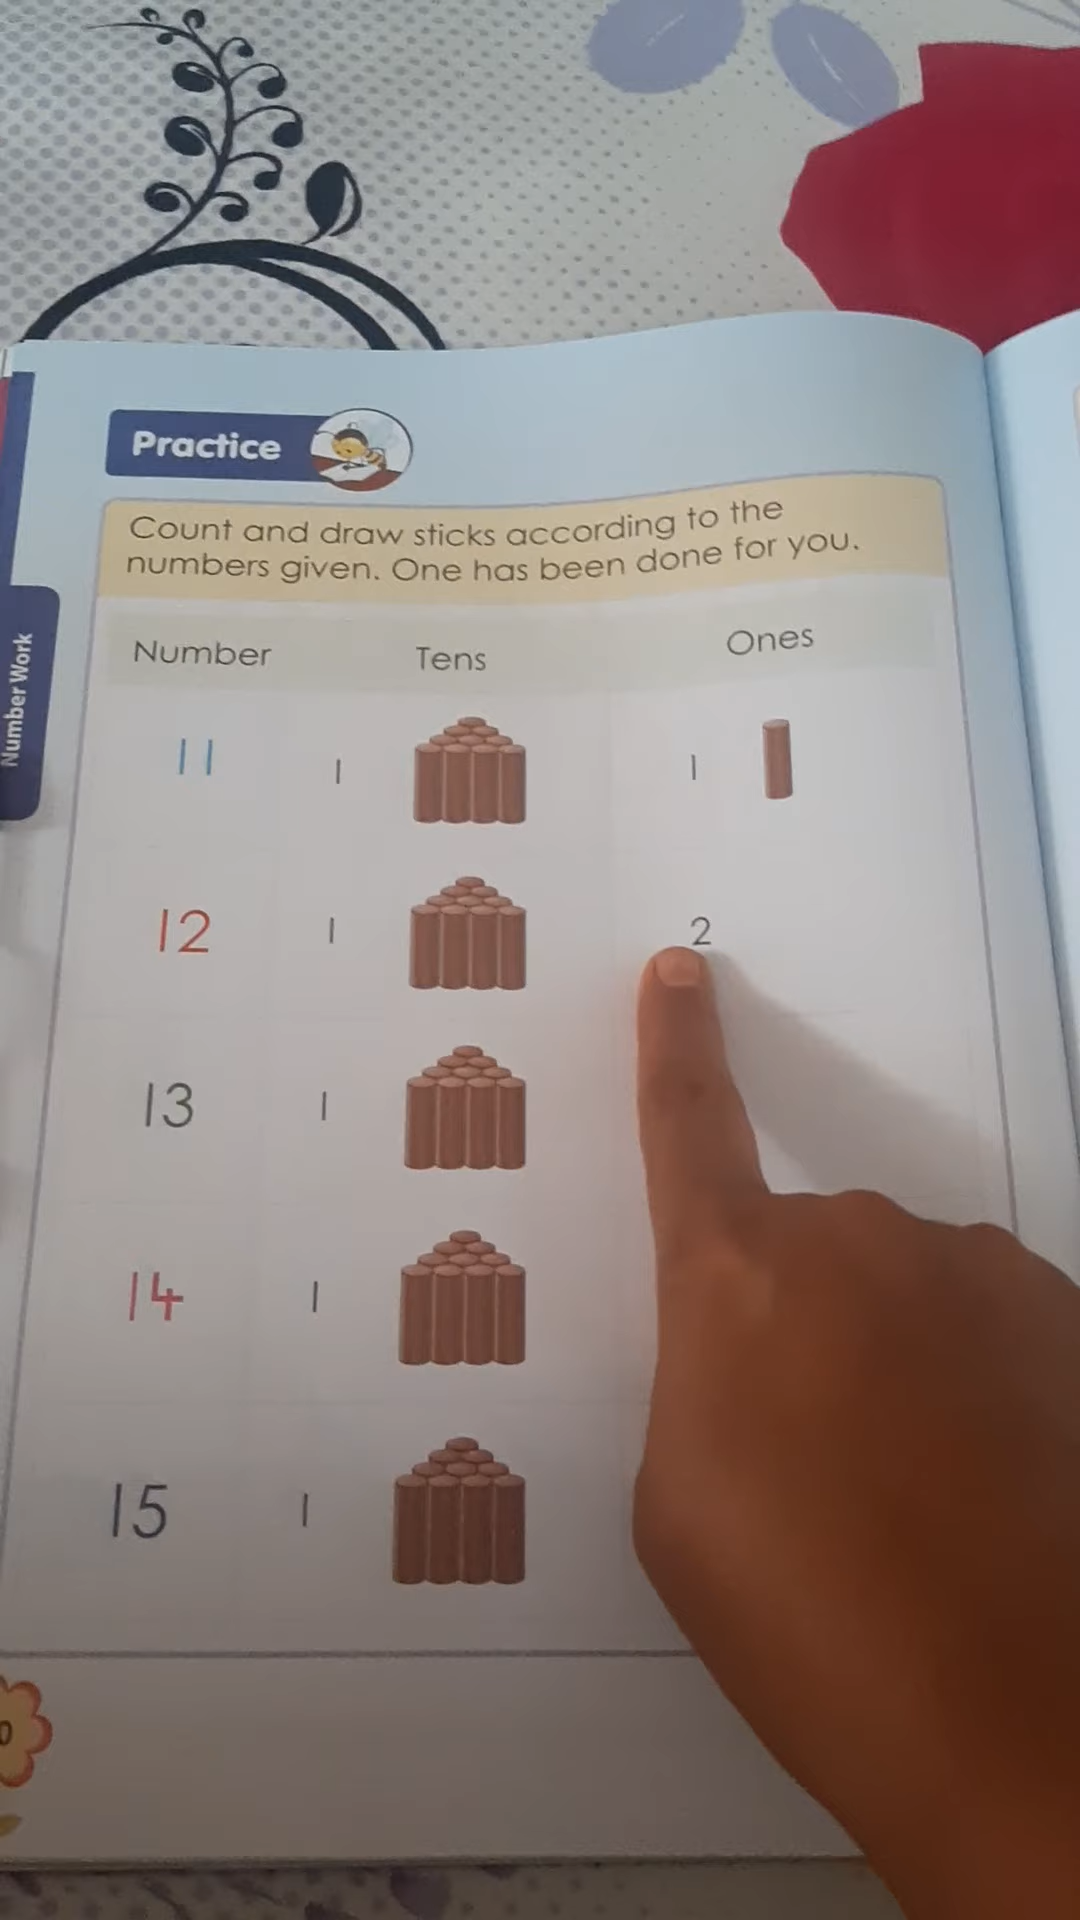 Practice
Count and draw sticks according to the
numbers given. One has been done for you.
Number Work
Number Tens Ones
11 1 1
12 1 2
13 1
14 1
15 1
0